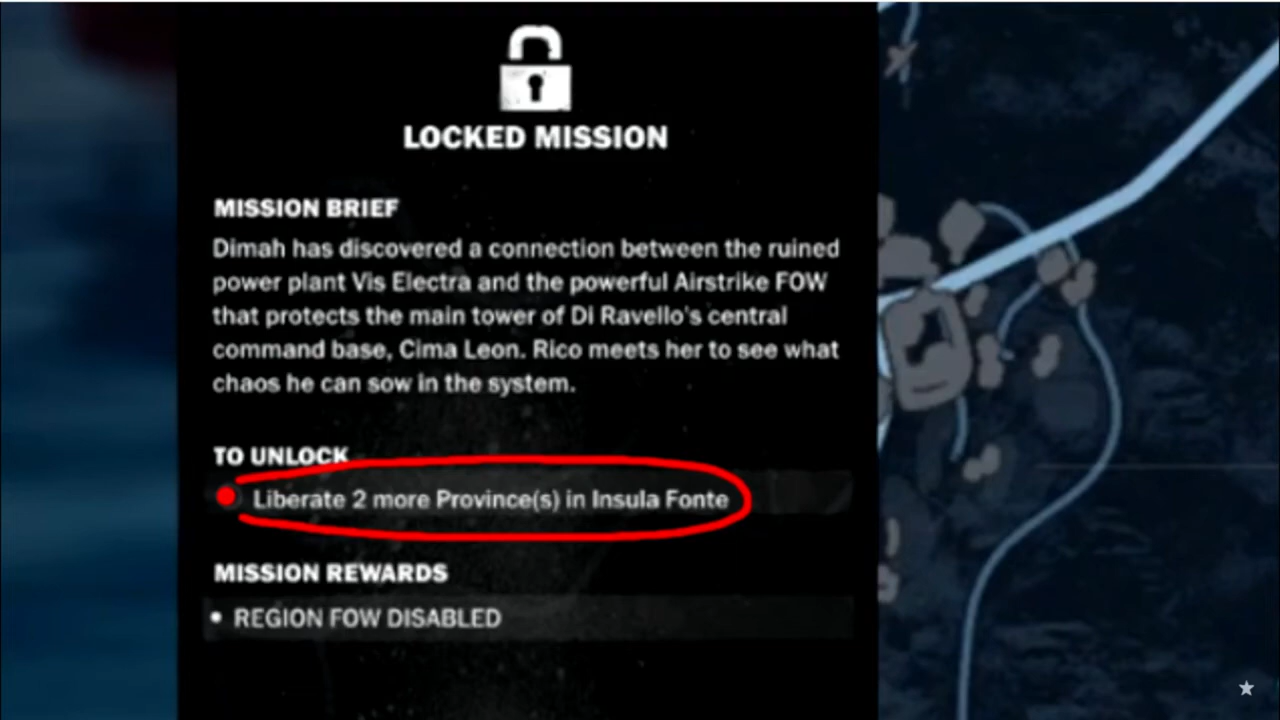 LOCKED MISSION
MISSION BRIEF
Dimah has discovered a connection between the ruined
power plant Vis Electra and the powerful Airstrike FOW
that protects the main tower of Di Ravello's central
command base, Cima Leon. Rico meets her to see what
chaos he can sow in the system.
TO UNLOCK
Liberate 2 more Province(s) in Insula Fonte
MISSION REWARDS
• REGION FOW DISABLED